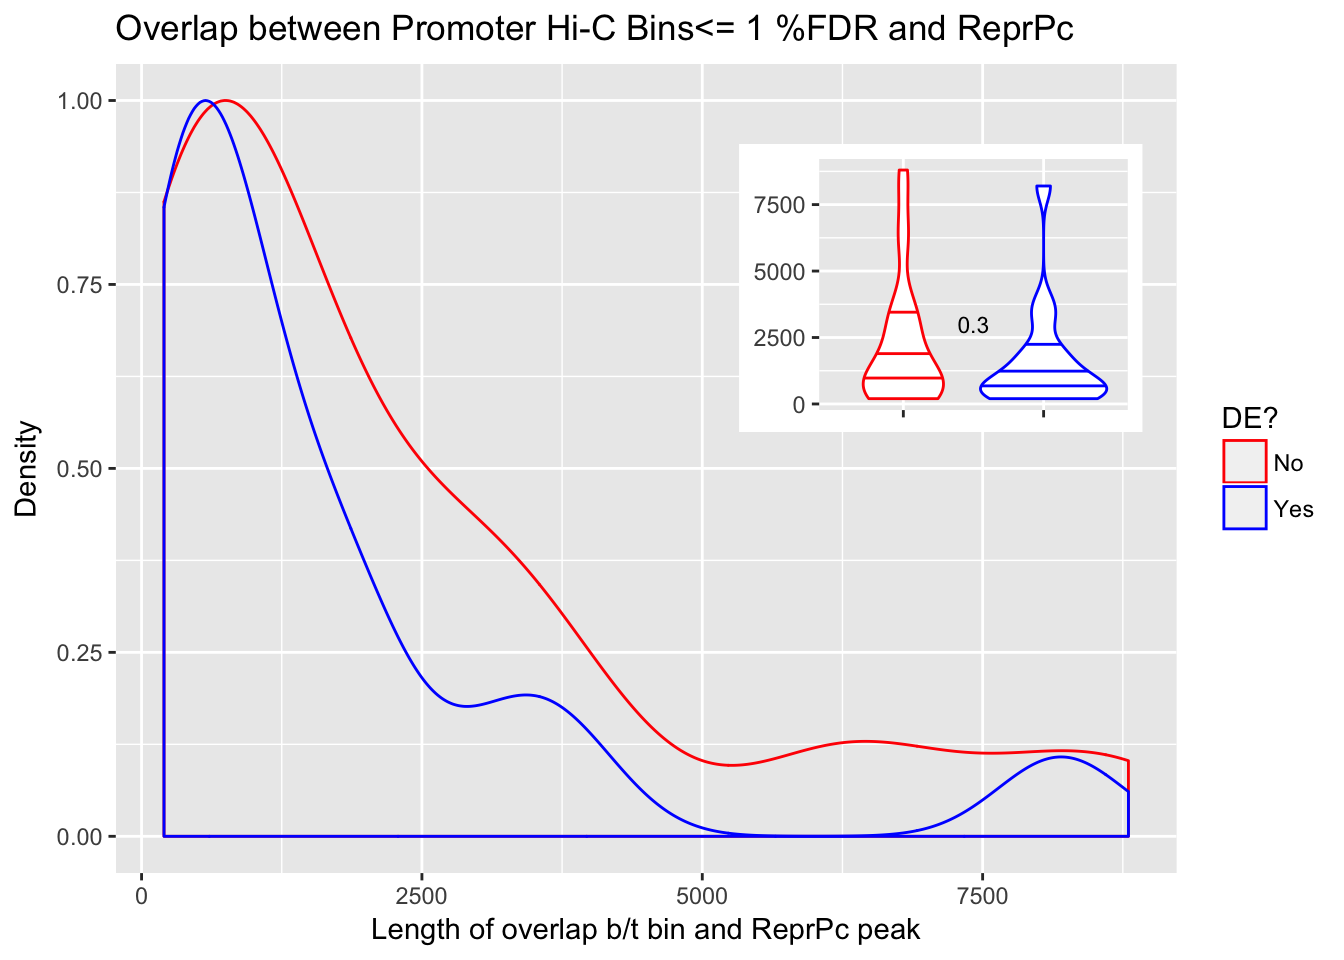 Overlap between Promoter Hi-C Bins<= 1 %FDR and ReprPc
Density
1.00
0.75
0.50
0.25
0.00
0
2500
5000
7500
Length of overlap b/t bin and ReprPc peak
7500
5000
2500
0
0.3
DE?
No
Yes